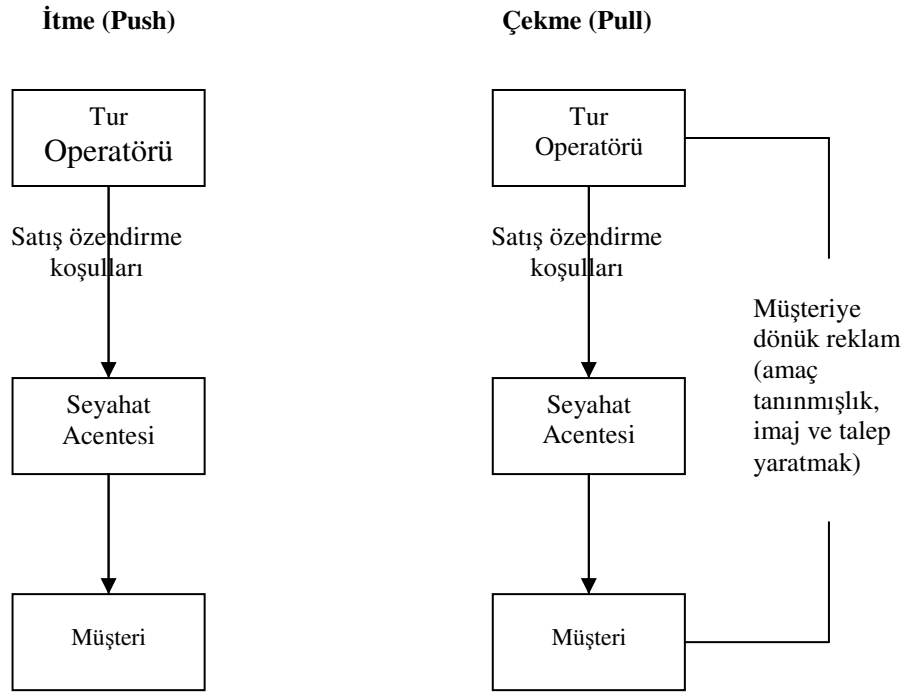 İtme (Push)
Çekme (Pull)
Tur
Operatörü
Tur
Operatörü
Satış özendirme
koşulları
Satış özendirme
koşulları
Müşteriye
dönük reklam
(amaç
tanınmışlık,
imaj ve talep
yaratmak)
Seyahat
Acentesi
Seyahat
Acentesi
Müşteri
Müşteri